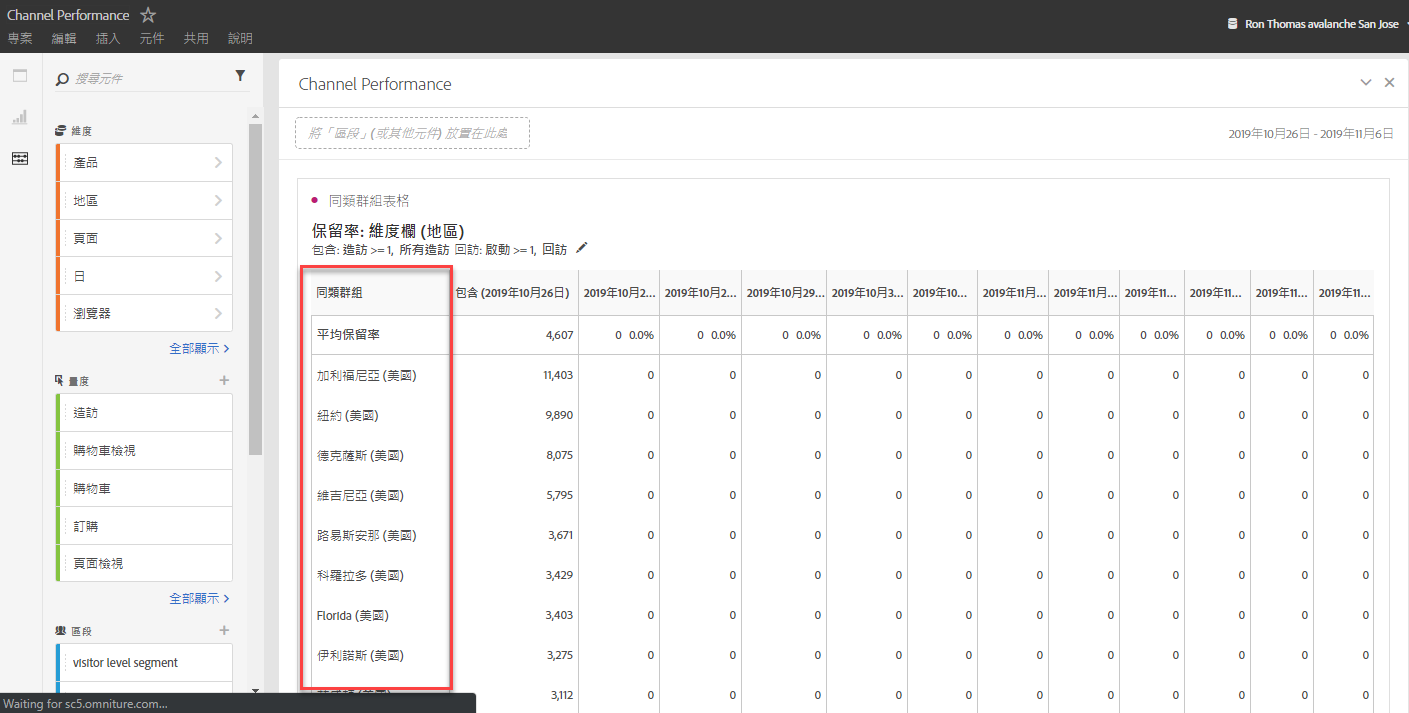 Channel Performance
專案 編輯 插入 元件 共用 說明
Ron Thomas avalanche San Jose
搜尋元件
維度
產品
地區
頁面
日
瀏覽器
全部顯示
量度
造訪
購物車檢視
購物車
訂購
頁面檢視
全部顯示
區段
visitor level segment
Waiting for sc5.omniture.com...
Channel Performance
將「區段」(或其他元件) 放置在此處
2019年10月26日 - 2019年11月6日
同類群組表格
保留率: 維度欄 (地區)
包含: 造訪 >= 1, 所有造訪 回訪: 啟動 >= 1, 回訪
同類群組 包含 (2019年10月26日) 2019年10月2... 2019年10月2... 2019年10月29... 2019年10月3... 2019年10... 2019年11月... 2019年11月... 2019年11... 2019年11... 2019年11... 2019年11...
平均保留率 4,607 0 0.0% 0 0.0% 0 0.0% 0 0.0% 0 0.0% 0 0.0% 0 0.0% 0 0.0% 0 0.0% 0 0.0% 0 0.0%
加利福尼亞 (美國) 11,403 0 0 0 0 0 0 0 0 0 0 0
紐約 (美國) 9,890 0 0 0 0 0 0 0 0 0 0 0
德克薩斯 (美國) 8,075 0 0 0 0 0 0 0 0 0 0 0
維吉尼亞 (美國) 5,795 0 0 0 0 0 0 0 0 0 0 0
路易斯安那 (美國) 3,671 0 0 0 0 0 0 0 0 0 0 0
科羅拉多 (美國) 3,429 0 0 0 0 0 0 0 0 0 0 0
Florida (美國) 3,403 0 0 0 0 0 0 0 0 0 0 0
伊利諾斯 (美國) 3,275 0 0 0 0 0 0 0 0 0 0 0
(美國) 3,112 0 0 0 0 0 0 0 0 0 0 0